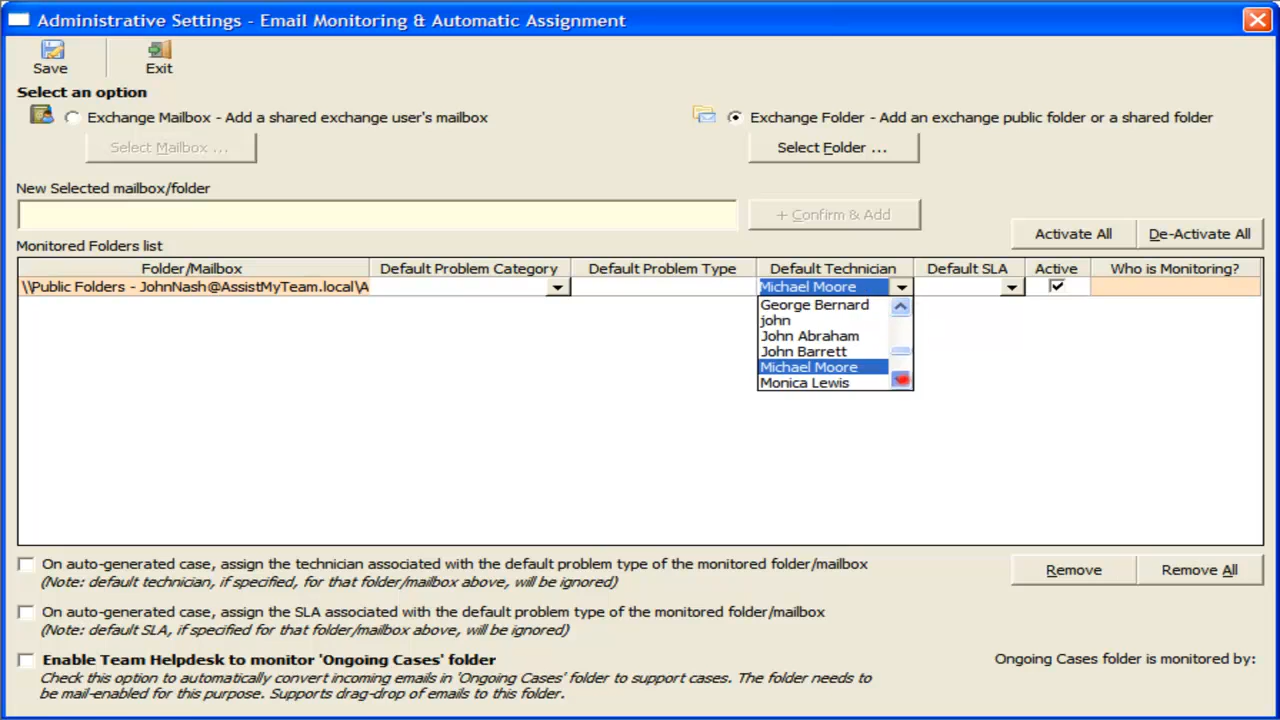 Administrative Settings - Email Monitoring & Automatic Assignment
Save
Exit
Select an option
Exchange Mailbox - Add a shared exchange user's mailbox
Exchange Folder - Add an exchange public folder or a shared folder
Select Mailbox ...
Select Folder ...
New Selected mailbox/folder
+ Confirm & Add
Activate All
De-Activate All
Monitored Folders list
Folder/Mailbox
Default Problem Category
Default Problem Type
Default Technician
Default SLA
Active
Who is Monitoring?
\\Public Folders - JohnNash@AssistMyTeam.local\A
Michael Moore
George Bernard
john
John Abraham
John Barrett
Michael Moore
Monica Lewis
On auto-generated case, assign the technician associated with the default problem type of the monitored folder/mailbox
(Note: default technician, if specified, for that folder/mailbox above, will be ignored)
Remove
Remove All
On auto-generated case, assign the SLA associated with the default problem type of the monitored folder/mailbox
(Note: default SLA, if specified for that folder/mailbox above, will be ignored)
Enable Team Helpdesk to monitor 'Ongoing Cases' folder
Ongoing Cases folder is monitored by:
Check this option to automatically convert incoming emails in 'Ongoing Cases' folder to support cases. The folder needs to
be mail-enabled for this purpose. Supports drag-drop of emails to this folder.